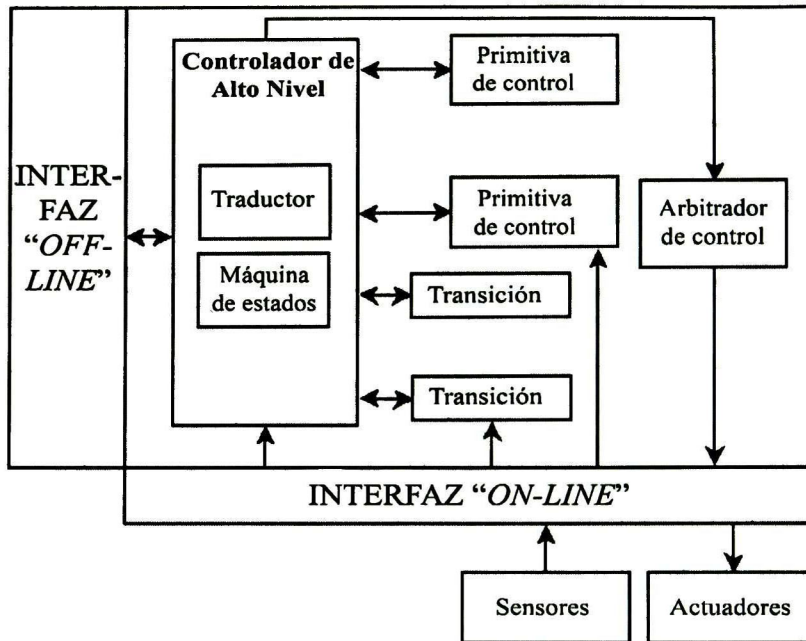 Controlador de
Alto Nivel
Primitiva
de control
INTER-
FAZ
“OFF-
LINE”
Traductor
Primitiva
de control
Arbitrador
de control
Máquina
de estados
Transición
Transición
INTERFAZ “ON-LINE”
Sensores
Actuadores